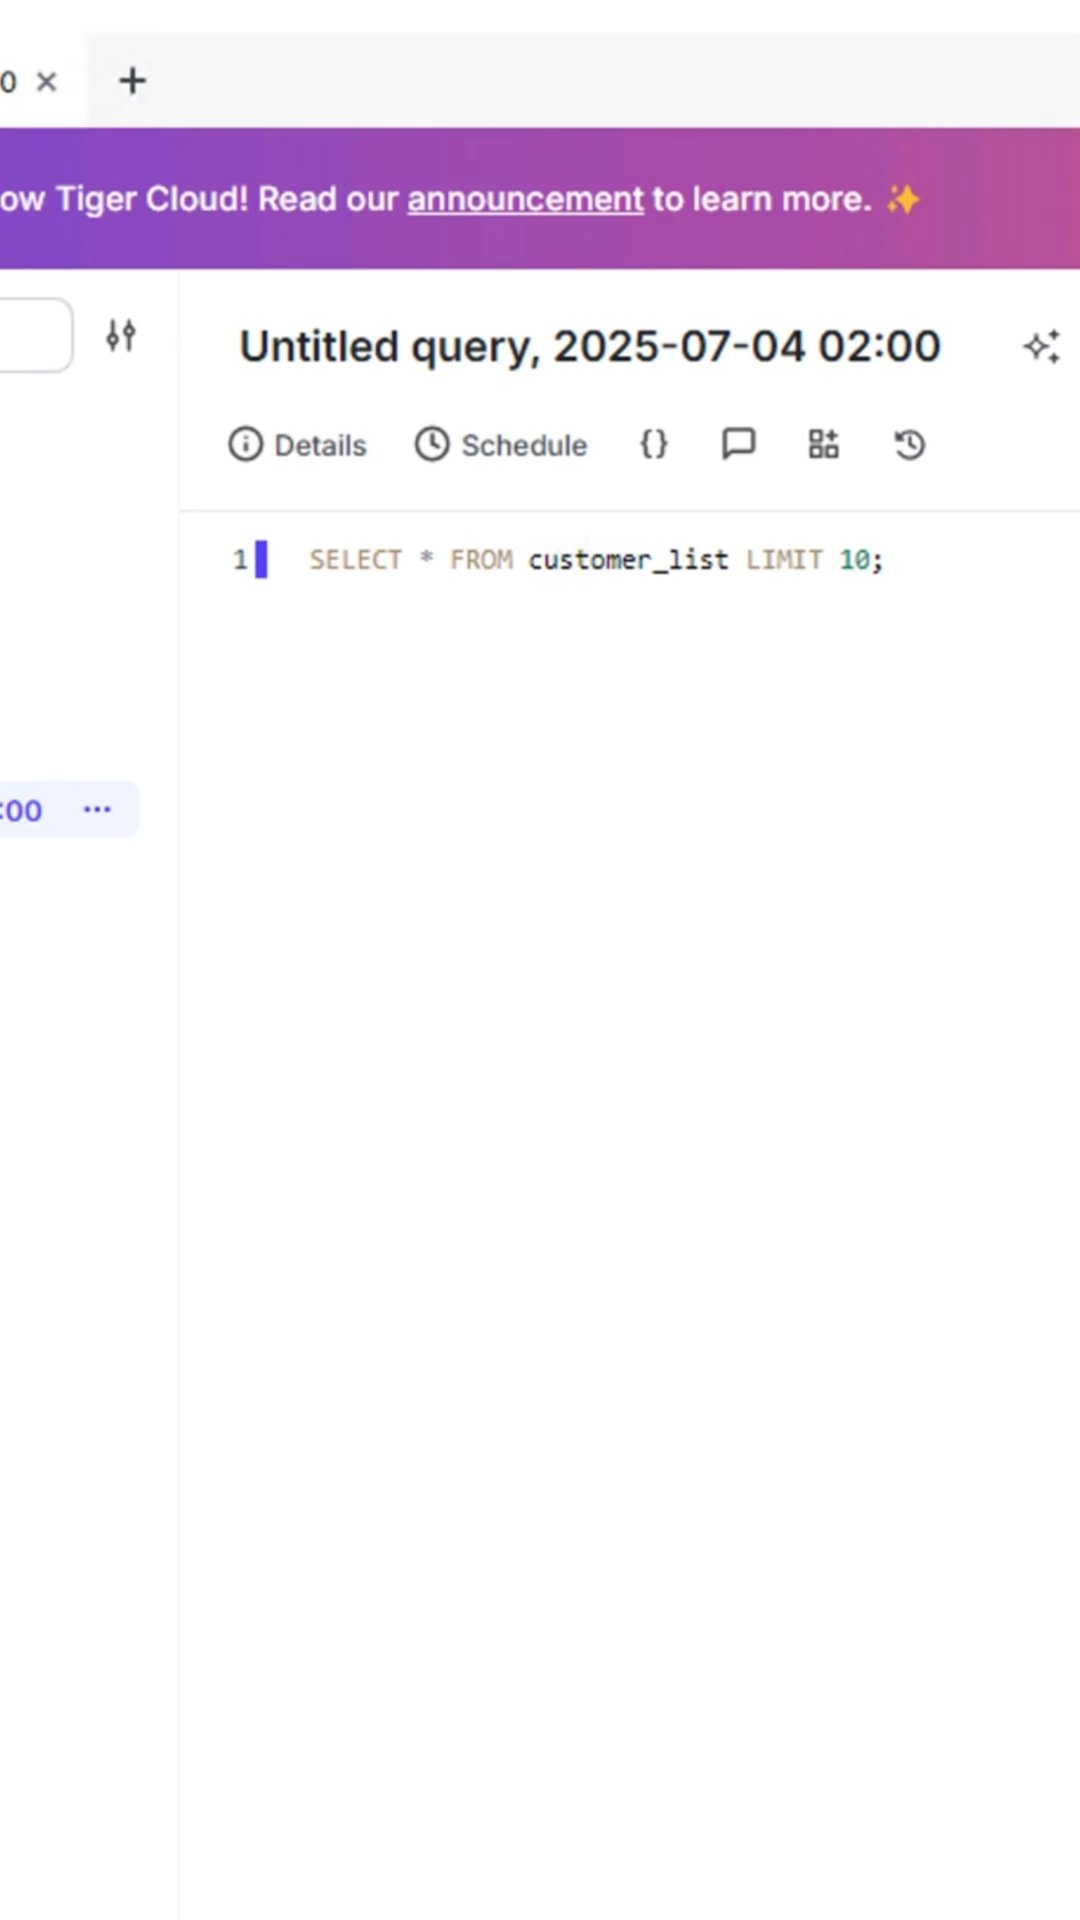 0
ow Tiger Cloud! Read our announcement to learn more. ✨
Untitled query, 2025-07-04 02:00
Details Schedule {}
1 SELECT * FROM customer_list LIMIT 10;
:00 ...